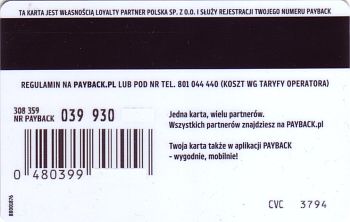 TA KARTA JEST WŁASNOŚCIĄ LOYALTY PARTNER POLSKA SP. Z O.O. I SŁUŻY REJESTRACJI TWOJEGO NUMERU PAYBACK
REGULAMIN NA PAYBACK.PL LUB POD NR TEL. 801 044 440 (KOSZT WG TARYFY OPERATORA)
308 359
NR PAYBACK 039 930
Jedna karta, wielu partnerów.
Wszystkich partnerów znajdziesz na PAYBACK.pl
Twoja karta także w aplikacji PAYBACK
- wygodnie, mobilnie!
0 480399
CVC 3794